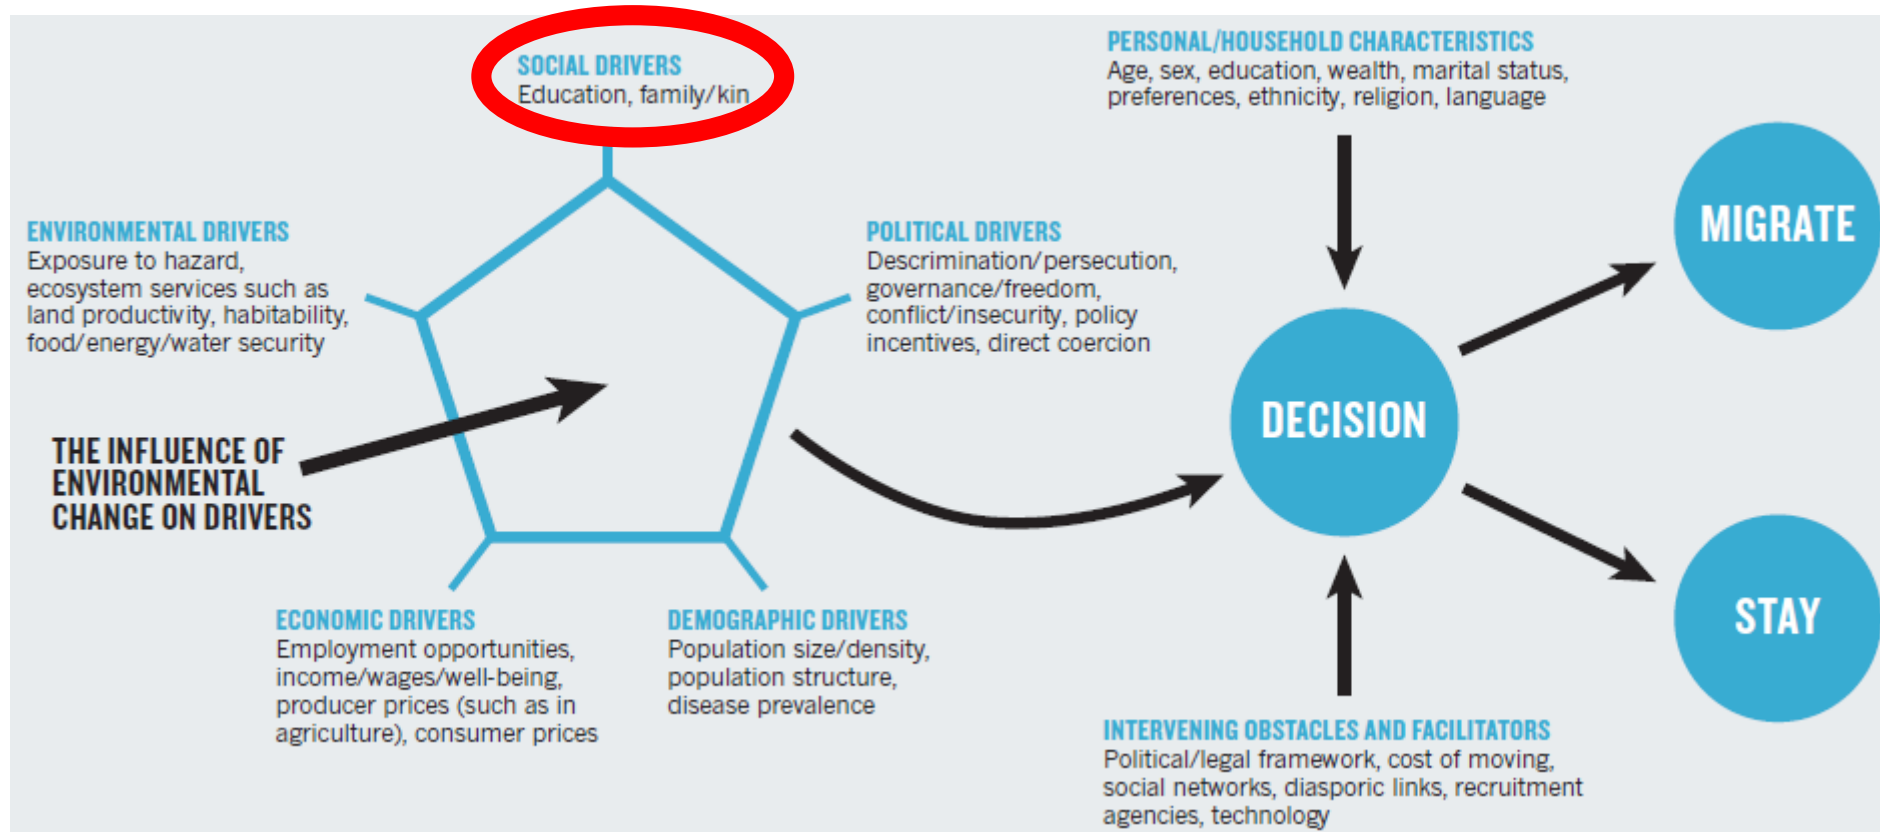 SOCIAL DRIVERS
Education, family/kin
ENVIRONMENTAL DRIVERS
Exposure to hazard,
ecosystem services such as
land productivity, habitability,
food/energy/water security
POLITICAL DRIVERS
Descrimination/persecution,
governance/freedom,
conflict/insecurity, policy
incentives, direct coercion
THE INFLUENCE OF
ENVIRONMENTAL
CHANGE ON DRIVERS
ECONOMIC DRIVERS
Employment opportunities,
income/wages/well-being,
producer prices (such as in
agriculture), consumer prices
DEMOGRAPHIC DRIVERS
Population size/density,
population structure,
disease prevalence
PERSONAL/HOUSEHOLD CHARACTERISTICS
Age, sex, education, wealth, marital status,
preferences, ethnicity, religion, language
DECISION
INTERVENING OBSTACLES AND FACILITATORS
Political/legal framework, cost of moving,
social networks, diasporic links, recruitment
agencies, technology
MIGRATE
STAY